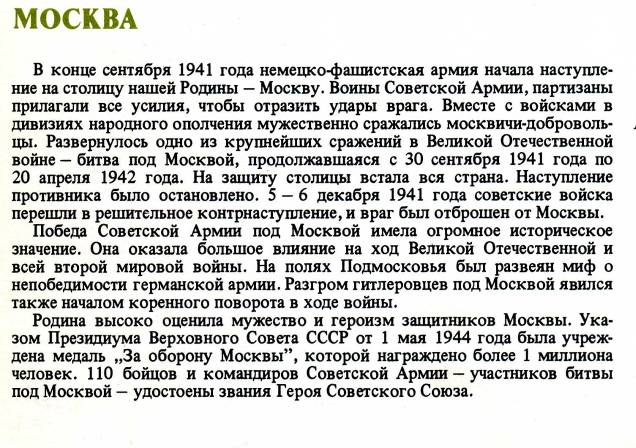 МОСКВА
В конце сентября 1941 года немецко-фашистская армия начала наступле-
ние на столицу нашей Родины – Москву. Воины Советской Армии, партизаны
прилагали все усилия, чтобы отразить удары врага. Вместе с войсками в
дивизиях народного ополчения мужественно сражались москвичи-доброволь-
цы. Развернулось одно из крупнейших сражений в Великой Отечественной
войне – битва под Москвой, продолжавшаяся с 30 сентября 1941 года по
20 апреля 1942 года. На защиту столицы встала вся страна. Наступление
противника было остановлено. 5 – 6 декабря 1941 года советские войска
перешли в решительное контрнаступление, и враг был отброшен от Москвы.
Победа Советской Армии под Москвой имела огромное историческое
значение. Она оказала большое влияние на ход Великой Отечественной и
всей второй мировой войны. На полях Подмосковья был развеян миф о
непобедимости германской армии. Разгром гитлеровцев под Москвой явился
также началом коренного поворота в ходе войны.
Родина высоко оценила мужество и героизм защитников Москвы. Ука-
зом Президиума Верховного Совета СССР от 1 мая 1944 года была учреж-
дена медаль „За оборону Москвы”, которой награждено более 1 миллиона
человек. 110 бойцов и командиров Советской Армии – участников битвы
под Москвой – удостоены звания Героя Советского Союза.